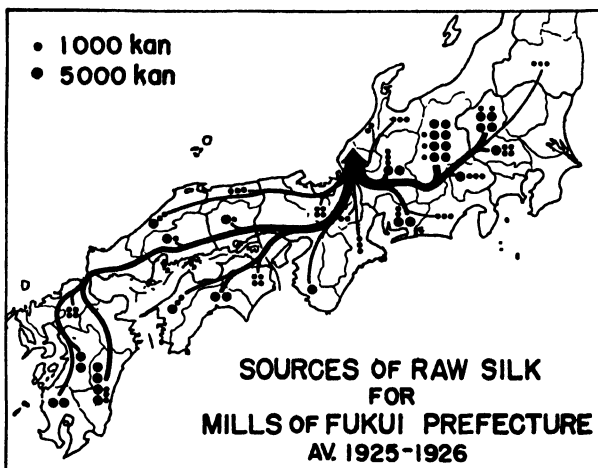 1000 kan
5000 kan
SOURCES OF RAW SILK
FOR
MILLS OF FUKUI PREFECTURE
AV. 1925-1926